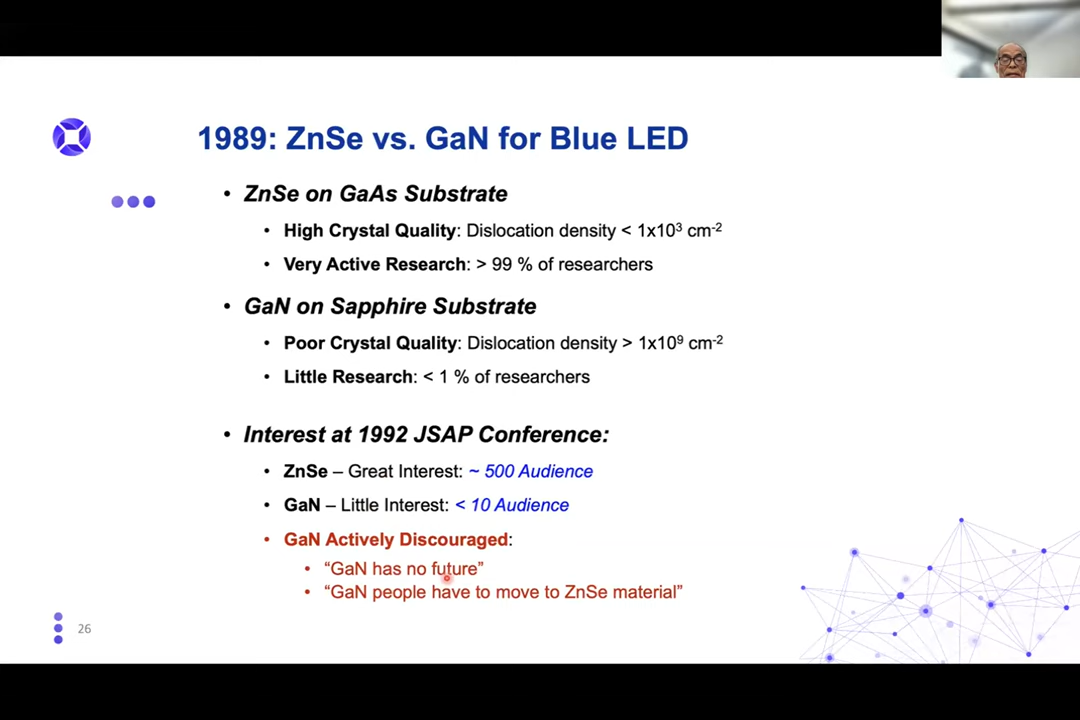 1989: ZnSe vs. GaN for Blue LED
• ZnSe on GaAs Substrate
• High Crystal Quality: Dislocation density < 1x10³ cm⁻²
• Very Active Research: > 99 % of researchers
• GaN on Sapphire Substrate
• Poor Crystal Quality: Dislocation density > 1x10⁹ cm⁻²
• Little Research: < 1 % of researchers
• Interest at 1992 JSAP Conference:
• ZnSe – Great Interest: ~ 500 Audience
• GaN – Little Interest: < 10 Audience
• GaN Actively Discouraged:
• “GaN has no future”
• “GaN people have to move to ZnSe material”
26